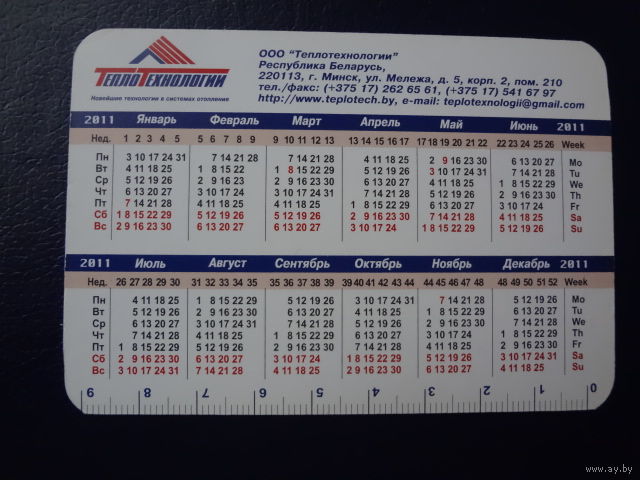 ТЕПЛОТЕХНОЛОГИИ
Новейшие технологии в системах отопления
ООО "Теплотехнологии"
Республика Беларусь,
220113, г. Минск, ул. Мележа, д. 5, корп. 2, пом. 210
тел./факс: (+375 17) 262 65 61, (+375 17) 541 67 97
http://www.teplotech.by, e-mail: teplotexnologii@gmail.com
2011 Январь Февраль Март Апрель Май Июнь 2011
Нед. 1 2 3 4 5 5 6 7 8 9 9 10 11 12 13 13 14 15 16 17 17 18 19 20 21 22 22 23 24 25 26 Week
Пн 3 10 17 24 31 7 14 21 28 7 14 21 28 4 11 18 25 2 9 16 23 30 6 13 20 27 Mo
Вт 4 11 18 25 1 8 15 22 1 8 15 22 29 5 12 19 26 3 10 17 24 31 7 14 21 28 Tu
Ср 5 12 19 26 2 9 16 23 2 9 16 23 30 6 13 20 27 4 11 18 25 1 8 15 22 29 We
Чт 6 13 20 27 3 10 17 24 3 10 17 24 31 7 14 21 28 5 12 19 26 2 9 16 23 30 Th
Пт 7 14 21 28 4 11 18 25 4 11 18 25 1 8 15 22 29 6 13 20 27 3 10 17 24 Fr
Сб 1 8 15 22 29 5 12 19 26 5 12 19 26 2 9 16 23 30 7 14 21 28 4 11 18 25 Sa
Вс 2 9 16 23 30 6 13 20 27 6 13 20 27 3 10 17 24 1 8 15 22 29 5 12 19 26 Su
2011 Июль Август Сентябрь Октябрь Ноябрь Декабрь 2011
Нед. 26 27 28 29 30 31 32 33 34 35 35 36 37 38 39 39 40 41 42 43 44 44 45 46 47 48 48 49 50 51 52 Week
Пн 4 11 18 25 1 8 15 22 29 5 12 19 26 3 10 17 24 31 7 14 21 28 5 12 19 26 Mo
Вт 5 12 19 26 2 9 16 23 30 6 13 20 27 4 11 18 25 1 8 15 22 29 6 13 20 27 Tu
Ср 6 13 20 27 3 10 17 24 31 7 14 21 28 5 12 19 26 2 9 16 23 30 7 14 21 28 We
Чт 7 14 21 28 4 11 18 25 1 8 15 22 29 6 13 20 27 3 10 17 24 1 8 15 22 29 Th
Пт 1 8 15 22 29 5 12 19 26 2 9 16 23 30 7 14 21 28 4 11 18 25 2 9 16 23 30 Fr
Сб 2 9 16 23 30 6 13 20 27 3 10 17 24 1 8 15 22 29 5 12 19 26 3 10 17 24 31 Sa
Вс 3 10 17 24 31 7 14 21 28 4 11 18 25 2 9 16 23 30 6 13 20 27 4 11 18 25 Su
9 8 7 6 5 4 3 2 1 0
www.ay.by